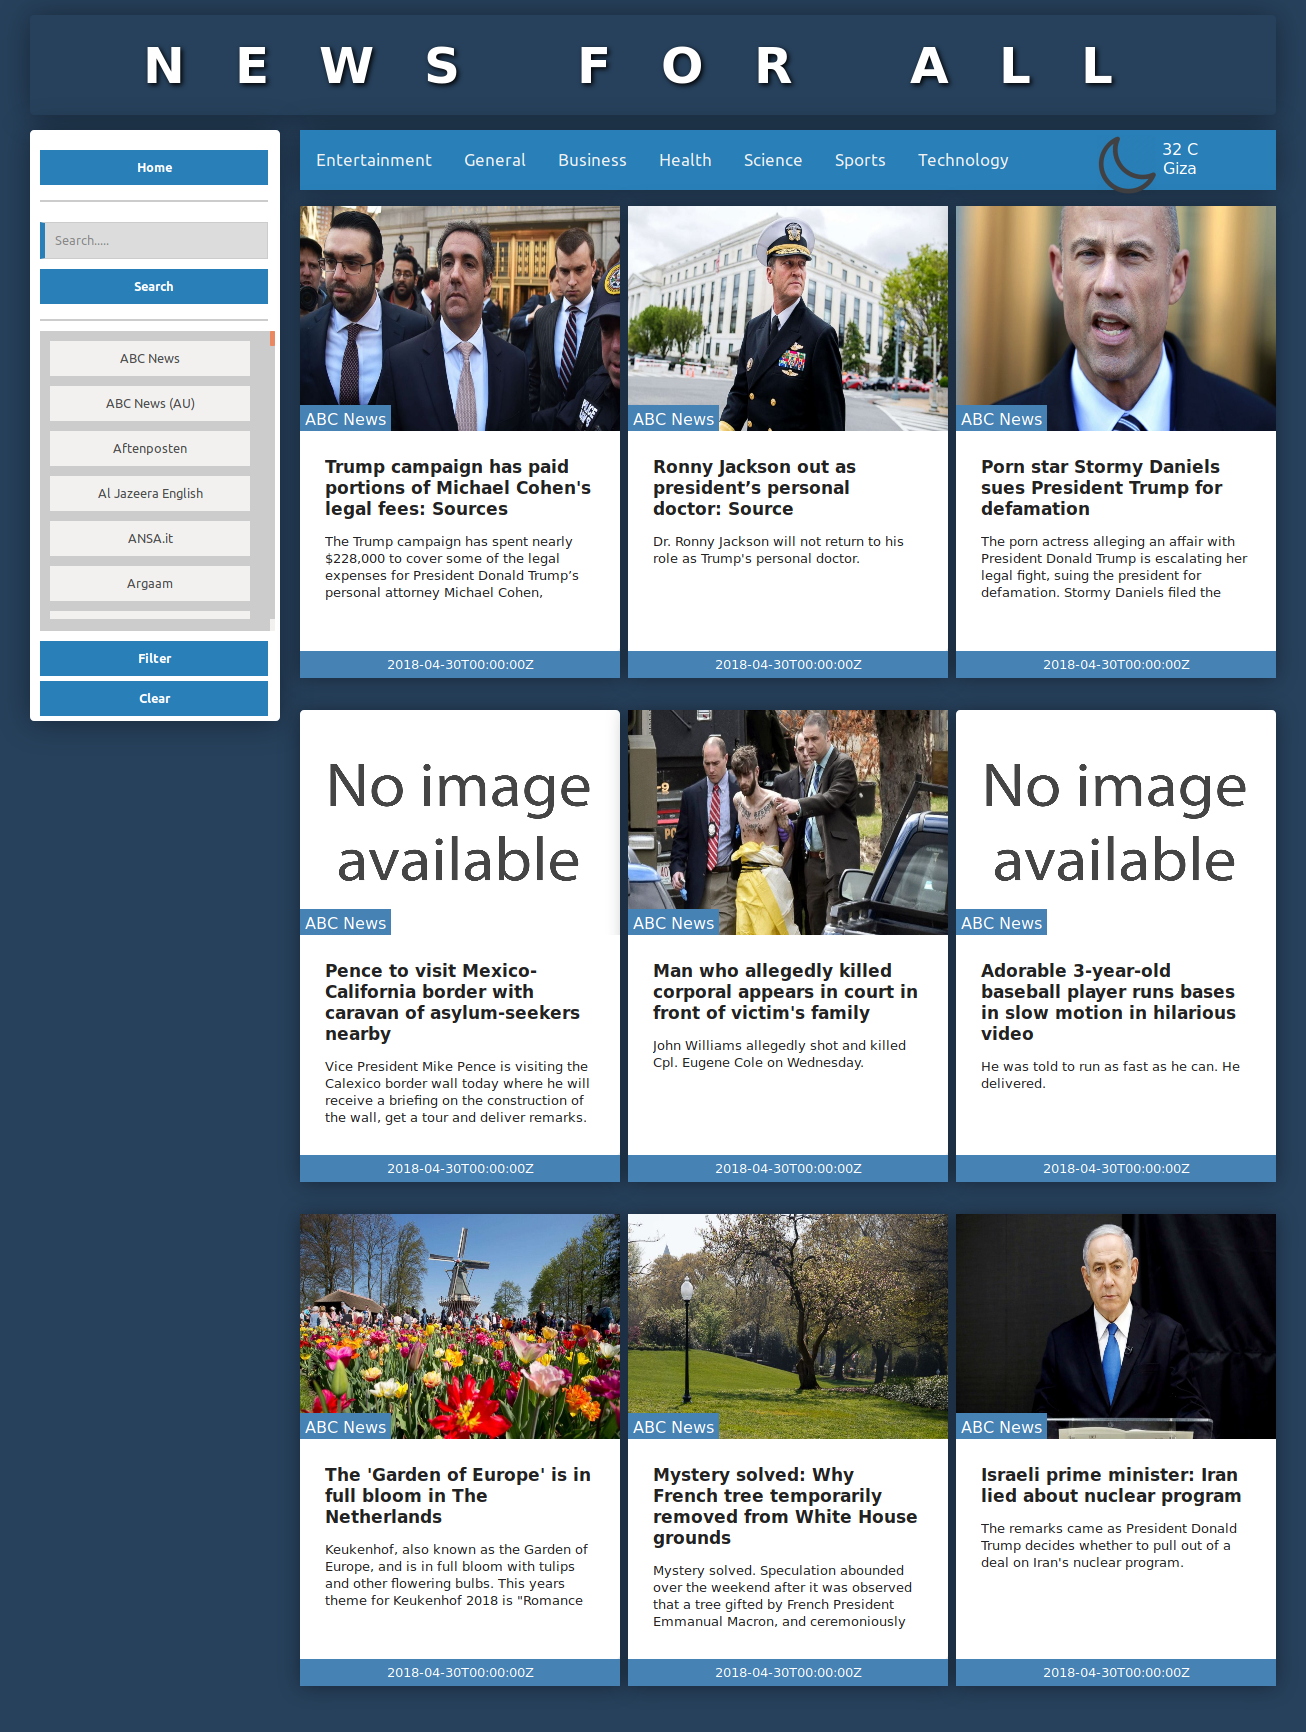 NEWS FOR ALL
Home
Search.....
Search
ABC News
ABC News (AU)
Aftenposten
Al Jazeera English
ANSA.it
Argaam
Filter
Clear
Entertainment General Business Health Science Sports Technology
32 C
Giza
ABC News
Trump campaign has paid
portions of Michael Cohen's
legal fees: Sources
The Trump campaign has spent nearly
$228,000 to cover some of the legal
expenses for President Donald Trump’s
personal attorney Michael Cohen,
2018-04-30T00:00:00Z
ABC News
Ronny Jackson out as
president’s personal
doctor: Source
Dr. Ronny Jackson will not return to his
role as Trump's personal doctor.
2018-04-30T00:00:00Z
ABC News
Porn star Stormy Daniels
sues President Trump for
defamation
The porn actress alleging an affair with
President Donald Trump is escalating her
legal fight, suing the president for
defamation. Stormy Daniels filed the
2018-04-30T00:00:00Z
No image
available
ABC News
Pence to visit Mexico-
California border with
caravan of asylum-seekers
nearby
Vice President Mike Pence is visiting the
Calexico border wall today where he will
receive a briefing on the construction of
the wall, get a tour and deliver remarks.
2018-04-30T00:00:00Z
ABC News
Man who allegedly killed
corporal appears in court in
front of victim's family
John Williams allegedly shot and killed
Cpl. Eugene Cole on Wednesday.
2018-04-30T00:00:00Z
No image
available
ABC News
Adorable 3-year-old
baseball player runs bases
in slow motion in hilarious
video
He was told to run as fast as he can. He
delivered.
2018-04-30T00:00:00Z
ABC News
The 'Garden of Europe' is in
full bloom in The
Netherlands
Keukenhof, also known as the Garden of
Europe, and is in full bloom with tulips
and other flowering bulbs. This years
theme for Keukenhof 2018 is "Romance
2018-04-30T00:00:00Z
ABC News
Mystery solved: Why
French tree temporarily
removed from White House
grounds
Mystery solved. Speculation abounded
over the weekend after it was observed
that a tree gifted by French President
Emmanual Macron, and ceremoniously
2018-04-30T00:00:00Z
ABC News
Israeli prime minister: Iran
lied about nuclear program
The remarks came as President Donald
Trump decides whether to pull out of a
deal on Iran's nuclear program.
2018-04-30T00:00:00Z